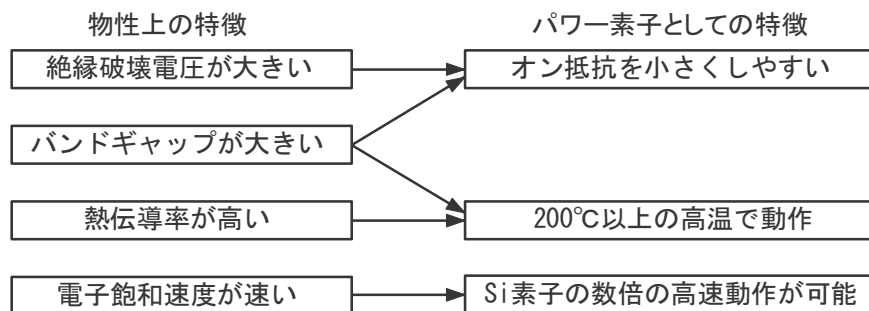 物性上の特徴
パワー素子としての特徴
絶縁破壊電圧が大きい
オン抵抗を小さくしやすい
バンドギャップが大きい
熱伝導率が高い
200℃以上の高温で動作
電子飽和速度が速い
Si素子の数倍の高速動作が可能